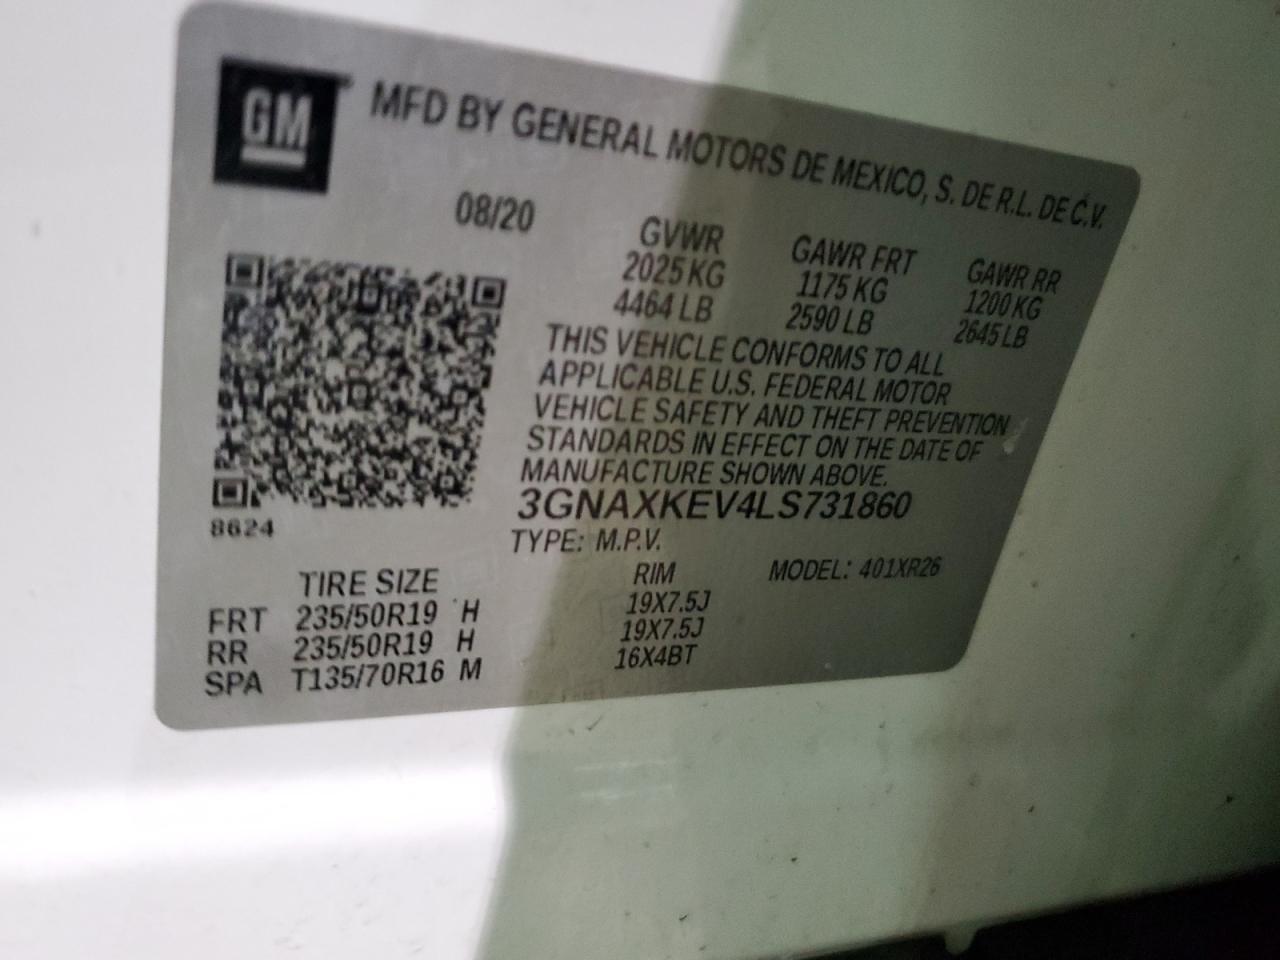 GM MFD BY GENERAL MOTORS DE MEXICO, S. DE R.L. DE C.V.
08/20 GVWR GAWR FRT GAWR RR
2025 KG 1175 KG 1200 KG
4464 LB 2590 LB 2645 LB
THIS VEHICLE CONFORMS TO ALL
APPLICABLE U.S. FEDERAL MOTOR
VEHICLE SAFETY AND THEFT PREVENTION
STANDARDS IN EFFECT ON THE DATE OF
MANUFACTURE SHOWN ABOVE.
3GNAXKEV4LS731860
8624
TYPE: M.P.V. MODEL: 401XR26
TIRE SIZE RIM
FRT 235/50R19 H 19X7.5J
RR 235/50R19 H 19X7.5J
SPA T135/70R16 M 16X4BT